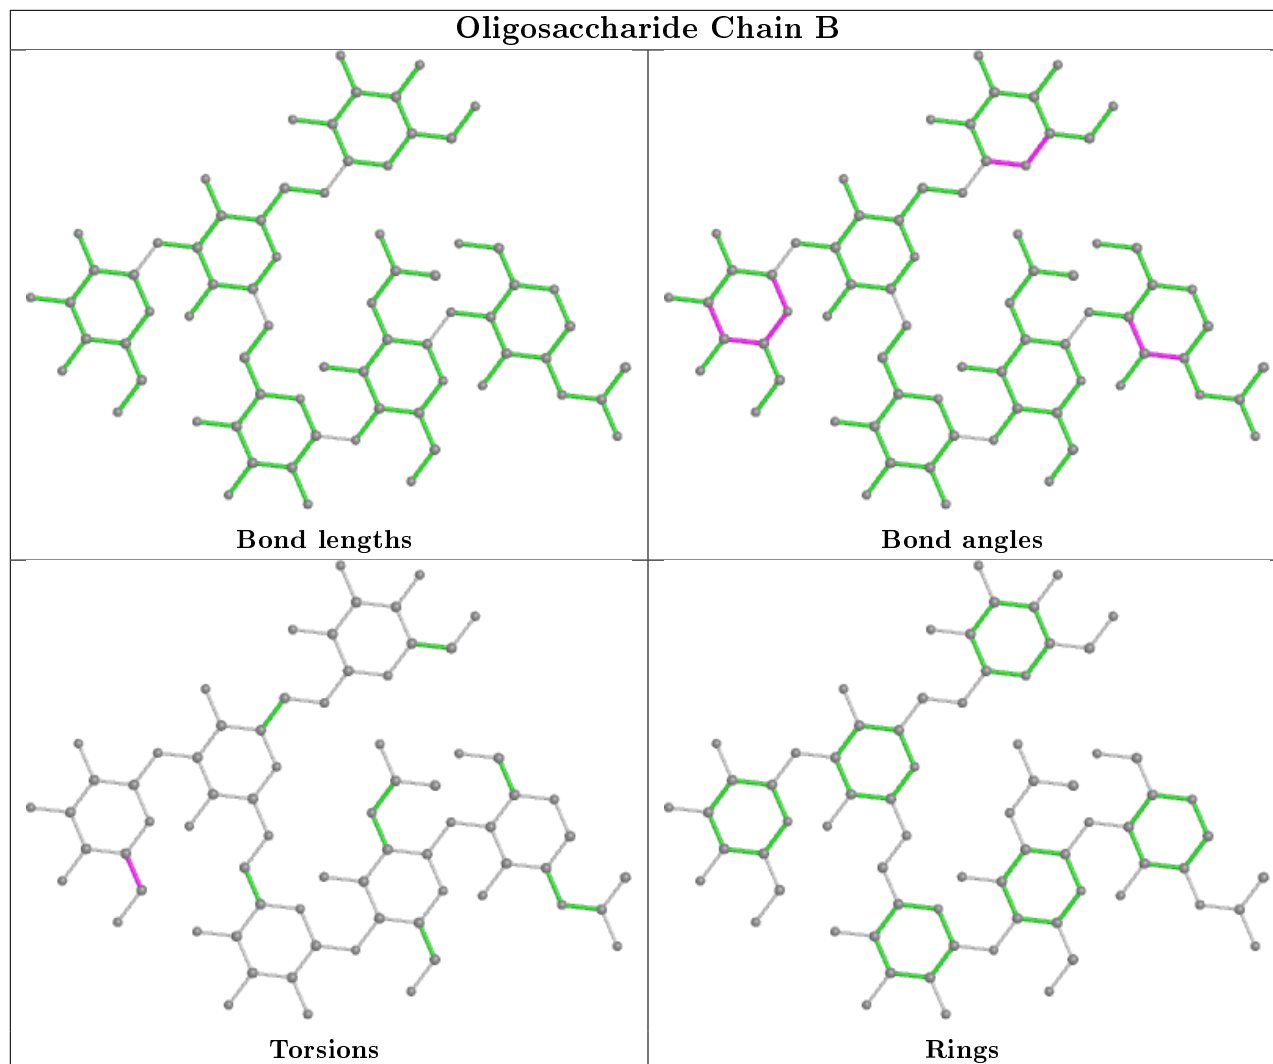 Oligosaccharide Chain B
Bond lengths
Bond angles
Torsions
Rings